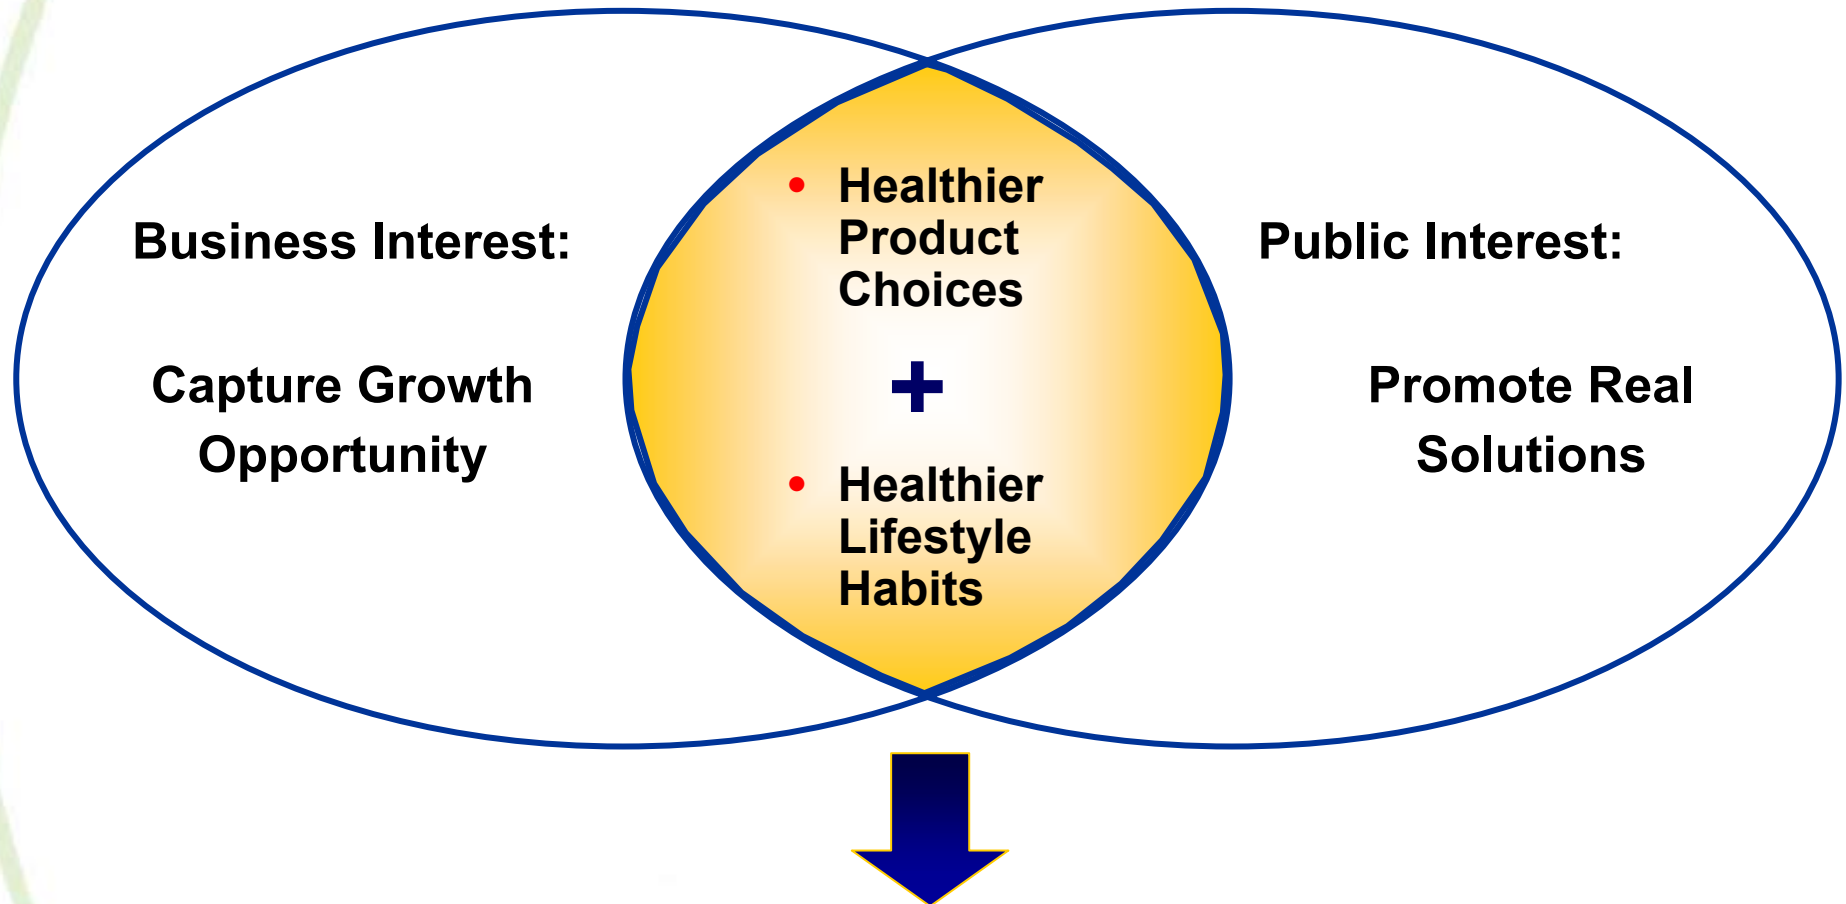 Business Interest:
Capture Growth
Opportunity
• Healthier
Product
Choices
+
• Healthier
Lifestyle
Habits
Public Interest:
Promote Real
Solutions